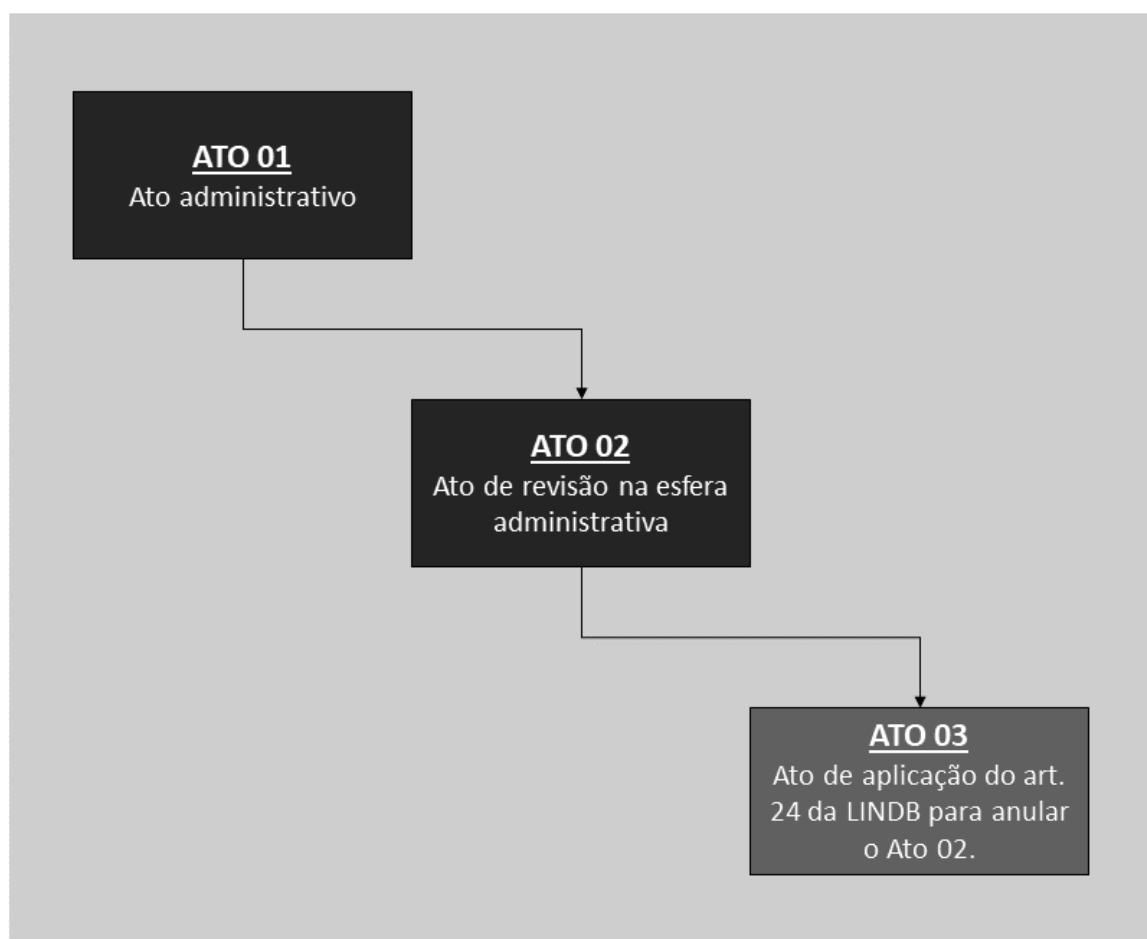 ATO 01
Ato administrativo
ATO 02
Ato de revisão na esfera
administrativa
ATO 03
Ato de aplicação do art.
24 da LINDB para anular
o Ato 02.